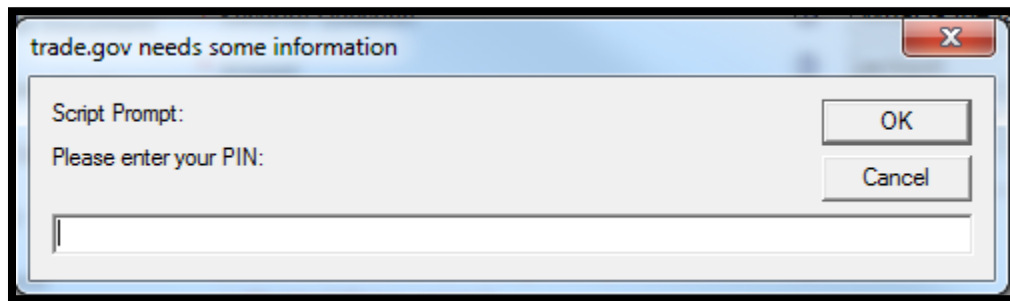 trade.gov needs some information
Script Prompt:
OK
Please enter your PIN:
Cancel